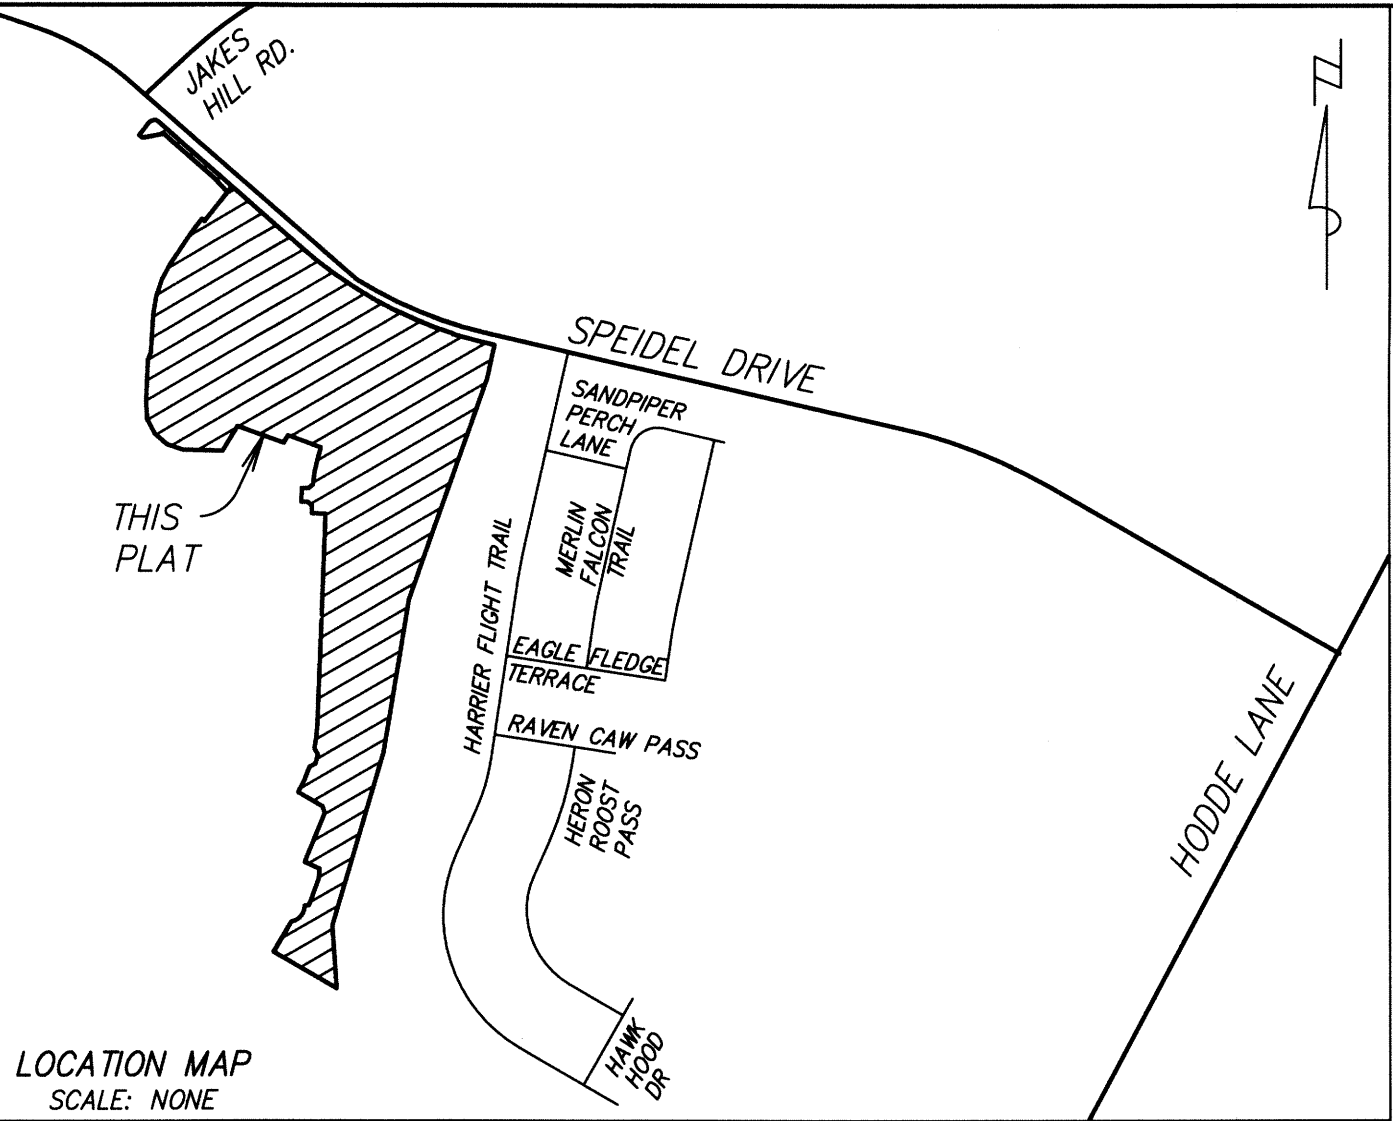 JAKES
HILL RD.
N
SPEIDEL DRIVE
SANDPIPER
PERCH
LANE
THIS
PLAT
MERLIN
FALCON
TRAIL
HARRIER FLIGHT TRAIL
EAGLE FLEDGE
TERRACE
RAVEN CAW PASS
HERON
ROOST
PASS
HODDE LANE
HAWK
HOOD
DR
LOCATION MAP
SCALE: NONE